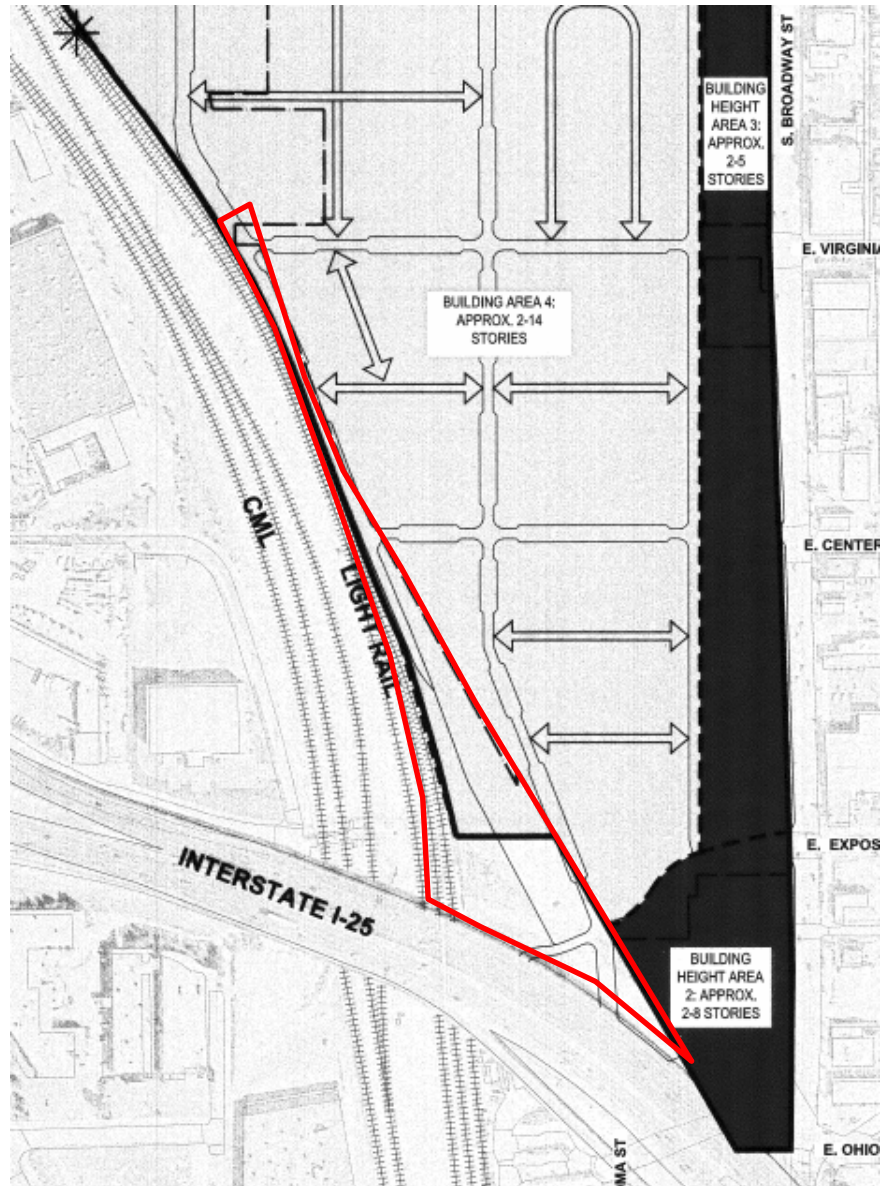 S. BROADWAY ST
BUILDING
HEIGHT
AREA 3:
APPROX.
2-5
STORIES
E. VIRGINIA
BUILDING AREA 4:
APPROX. 2-14
STORIES
CML
LIGHT RAIL
E. CENTER
E. EXPOS
INTERSTATE I-25
BUILDING
HEIGHT AREA
2: APPROX.
2-8 STORIES
MA ST
E. OHIO